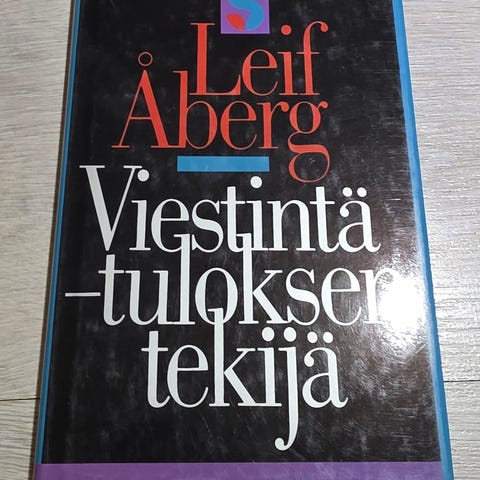 Leif
Åberg
Viestintä
–tuloksen
tekijä